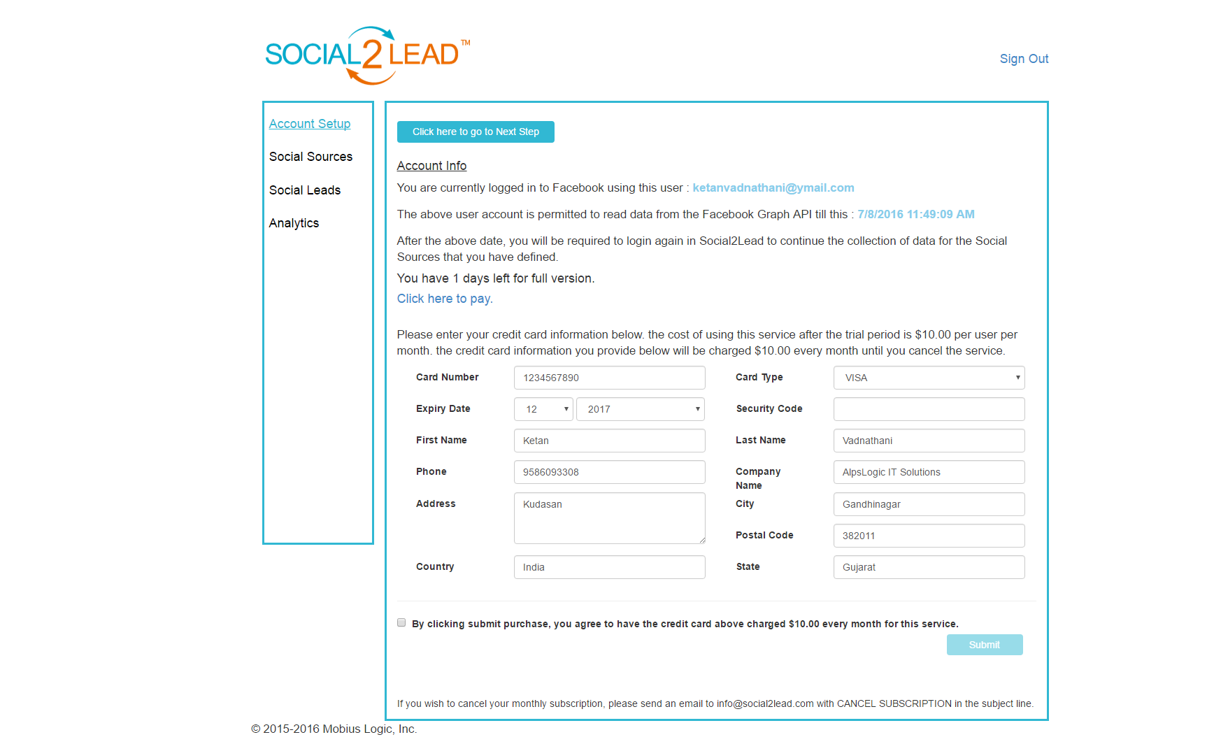 SOCIAL2LEAD™
Sign Out
Account Setup
Social Sources
Social Leads
Analytics
Click here to go to Next Step
Account Info
You are currently logged in to Facebook using this user : ketanvadnathani@ymail.com
The above user account is permitted to read data from the Facebook Graph API till this : 7/8/2016 11:49:09 AM
After the above date, you will be required to login again in Social2Lead to continue the collection of data for the Social
Sources that you have defined.
You have 1 days left for full version.
Click here to pay.
Please enter your credit card information below. the cost of using this service after the trial period is $10.00 per user per
month. the credit card information you provide below will be charged $10.00 every month until you cancel the service.
Card Number 1234567890 Card Type VISA
Expiry Date 12 2017 Security Code
First Name Ketan Last Name Vadnathani
Phone 9586093308 Company Name AlpsLogic IT Solutions
Address Kudasan City Gandhinagar
Postal Code 382011
Country India State Gujarat
By clicking submit purchase, you agree to have the credit card above charged $10.00 every month for this service.
Submit
If you wish to cancel your monthly subscription, please send an email to info@social2lead.com with CANCEL SUBSCRIPTION in the subject line.
© 2015-2016 Mobius Logic, Inc.